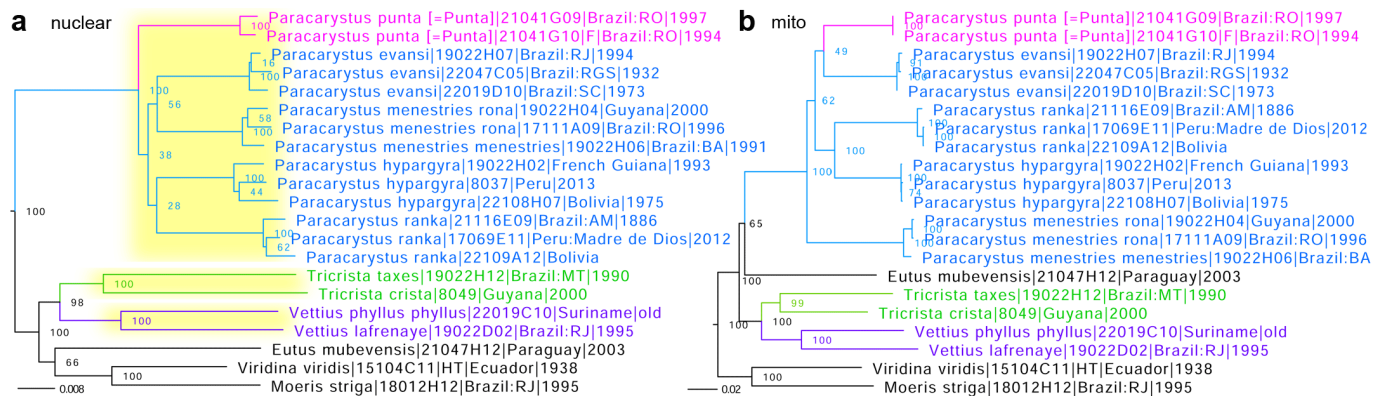 a nuclear
Paracarystus punta [=Punta]|21041G09|Brazil:RO|1997
100
Paracarystus punta [=Punta]|21041G10|F|Brazil:RO|1994
Paracarystus evansi|19022H07|Brazil:RJ|1994
16
Paracarystus evansi|22047C05|Brazil:RGS|1932
100
Paracarystus evansi|22019D10|Brazil:SC|1973
100
56
Paracarystus menestries rona|19022H04|Guyana|2000
58
Paracarystus menestries rona|17111A09|Brazil:RO|1996
100
Paracarystus menestries menestries|19022H06|Brazil:BA|1991
38
Paracarystus hypargyra|19022H02|French Guiana|1993
100
Paracarystus hypargyra|8037|Peru|2013
44
Paracarystus hypargyra|22108H07|Bolivia|1975
28
100
Paracarystus ranka|21116E09|Brazil:AM|1886
100
Paracarystus ranka|17069E11|Peru:Madre de Dios|2012
62
Paracarystus ranka|22109A12|Bolivia
Tricrista taxes|19022H12|Brazil:MT|1990
100
Tricrista crista|8049|Guyana|2000
98
Vettius phyllus phyllus|22019C10|Suriname|old
100
Vettius lafrenaye|19022D02|Brazil:RJ|1995
100
Eutus mubevensis|21047H12|Paraguay|2003
66
Viridina viridis|15104C11|HT|Ecuador|1938
100
Moeris striga|18012H12|Brazil:RJ|1995
0.008
b mito
Paracarystus punta [=Punta]|21041G09|Brazil:RO|1997
100
Paracarystus punta [=Punta]|21041G10|F|Brazil:RO|1994
49
Paracarystus evansi|19022H07|Brazil:RJ|1994
91
Paracarystus evansi|22047C05|Brazil:RGS|1932
100
Paracarystus evansi|22019D10|Brazil:SC|1973
62
Paracarystus ranka|21116E09|Brazil:AM|1886
100
Paracarystus ranka|17069E11|Peru:Madre de Dios|2012
100
Paracarystus ranka|22109A12|Bolivia
100
Paracarystus hypargyra|19022H02|French Guiana|1993
100
100
Paracarystus hypargyra|8037|Peru|2013
74
Paracarystus hypargyra|22108H07|Bolivia|1975
Paracarystus menestries rona|19022H04|Guyana|2000
65
100
Paracarystus menestries rona|17111A09|Brazil:RO|1996
100
Paracarystus menestries menestries|19022H06|Brazil:BA
Eutus mubevensis|21047H12|Paraguay|2003
100
Tricrista taxes|19022H12|Brazil:MT|1990
99
Tricrista crista|8049|Guyana|2000
100
100
Vettius phyllus phyllus|22019C10|Suriname|old
100
Vettius lafrenaye|19022D02|Brazil:RJ|1995
Viridina viridis|15104C11|HT|Ecuador|1938
100
Moeris striga|18012H12|Brazil:RJ|1995
0.02